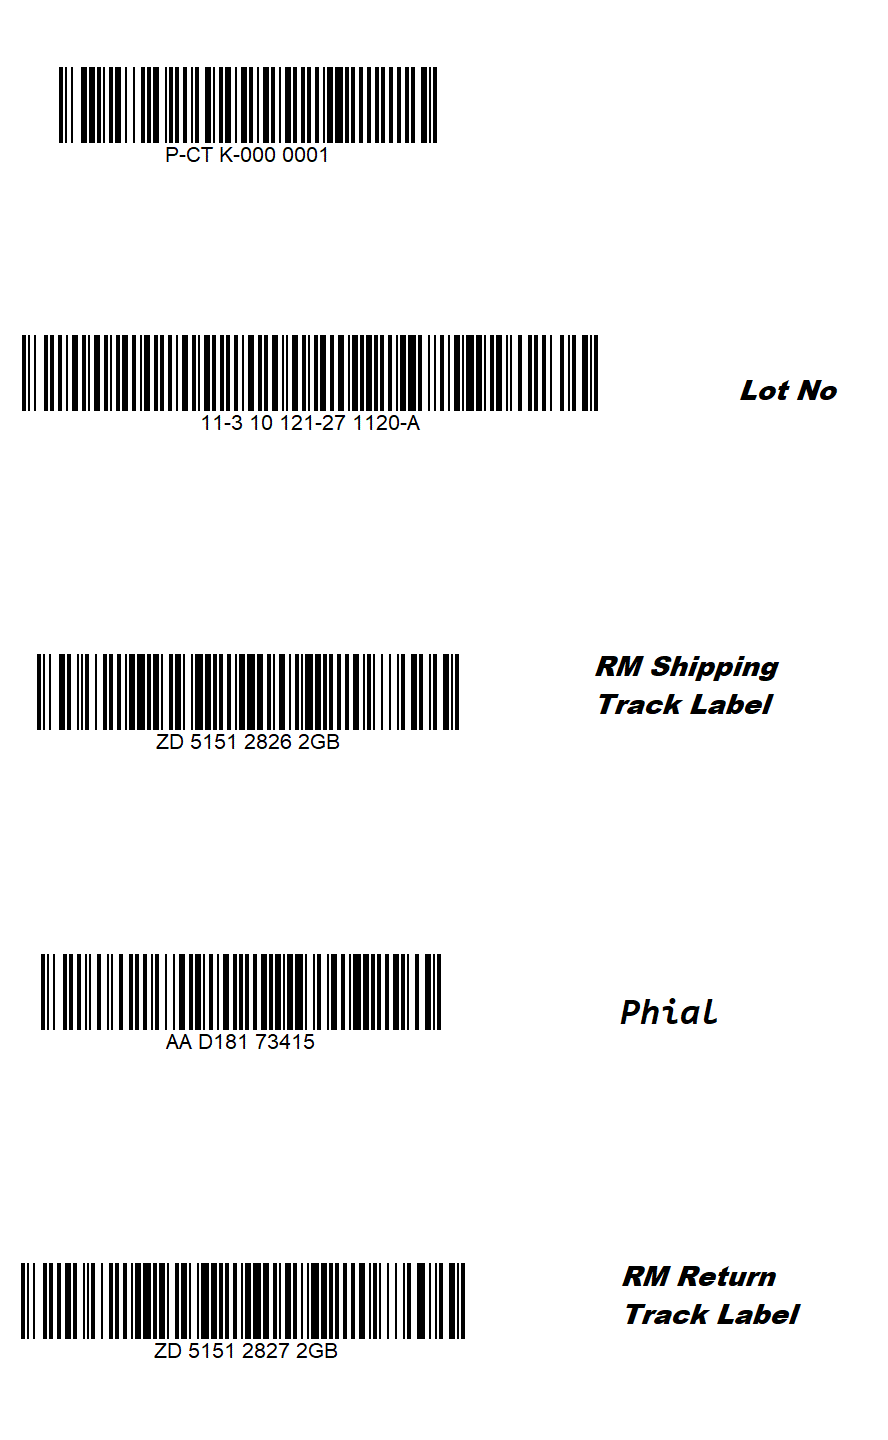 P-CT K-000 0001
11-3 10 121-27 1120-A
Lot No
ZD 5151 2826 2GB
RM Shipping
Track Label
AA D181 73415
Phial
ZD 5151 2827 2GB
RM Return
Track Label